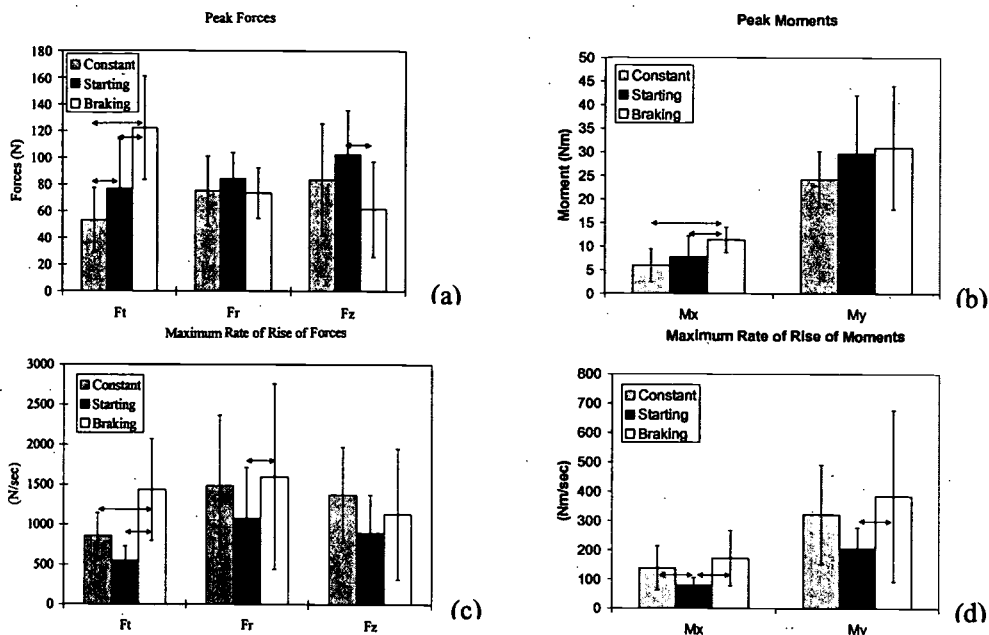 Peak Forces
180
160
140
120
100
80
60
40
20
0
Forces (N)
Constant
Starting
Braking
Ft
Fr
Fz
(a)
Peak Moments
50
45
40
35
30
25
20
15
10
5
0
Moment (Nm)
Constant
Starting
Braking
Mx
My
(b)
Maximum Rate of Rise of Forces
3000
2500
2000
1500
1000
500
0
(N/sec)
Constant
Starting
Braking
Ft
Fr
Fz
(c)
Maximum Rate of Rise of Moments
800
700
600
500
400
300
200
100
0
(Nm/sec)
Constant
Starting
Braking
Mx
My
(d)